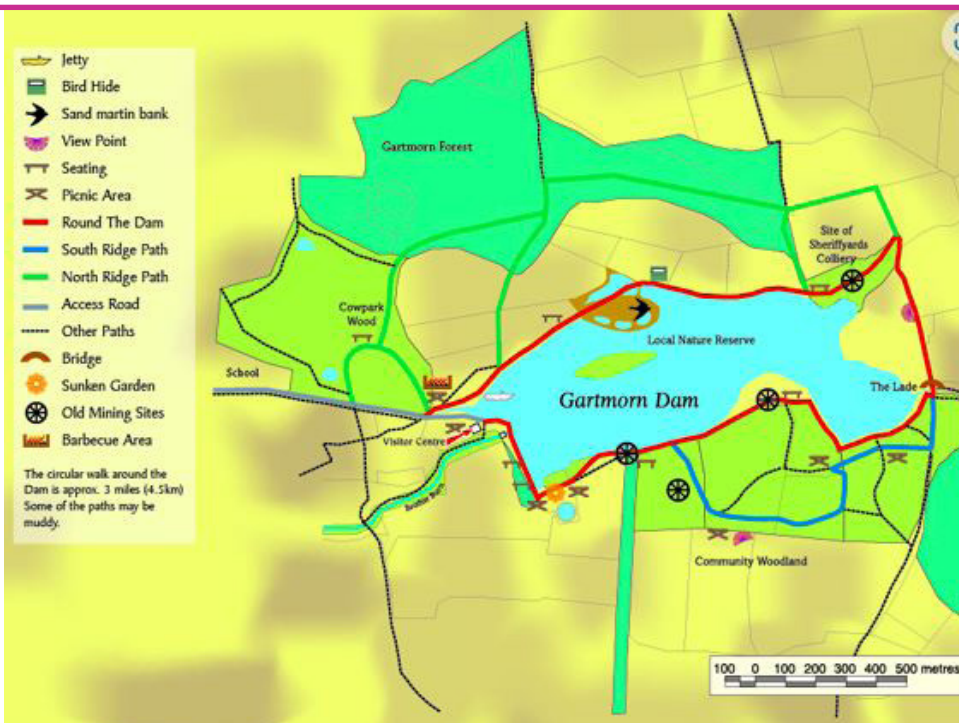 Jetty
Bird Hide
Sand martin bank
View Point
Seating
Picnic Area
Round The Dam
South Ridge Path
North Ridge Path
Access Road
Other Paths
Bridge
Sunken Garden
Old Mining Sites
Barbecue Area
The circular walk around the
Dam is approx. 3 miles (4.5km)
Some of the paths may be
muddy.
Gartmorn Forest
Site of
Sheriffyards
Colliery
Cowpark
Wood
Local Nature Reserve
School
The Lade
Gartmorn Dam
Visitor Centre
Community Woodland
100 0 100 200 300 400 500 metres